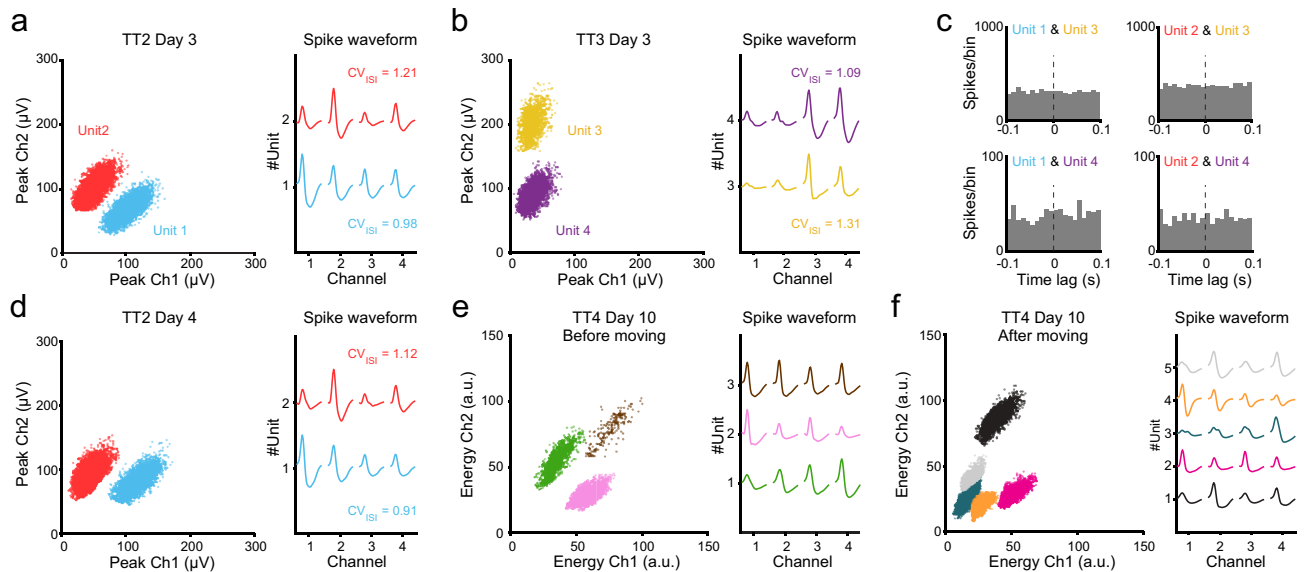 a
TT2 Day 3
Spike waveform
Peak Ch2 (µV)
300
200
100
0
Unit2
Unit 1
0
100
200
300
Peak Ch1 (µV)
#Unit
2
1
CV_ISI = 1.21
CV_ISI = 0.98
1
2
3
4
Channel
b
TT3 Day 3
Spike waveform
Peak Ch2 (µV)
300
200
100
0
Unit 3
Unit 4
0
100
200
300
Peak Ch1 (µV)
#Unit
4
3
CV_ISI = 1.09
CV_ISI = 1.31
1
2
3
4
Channel
c
Unit 1 & Unit 3
Spikes/bin
1000
0
-0.1
0
0.1
Unit 2 & Unit 3
1000
0
-0.1
0
0.1
Unit 1 & Unit 4
Spikes/bin
100
0
-0.1
0
0.1
Time lag (s)
Unit 2 & Unit 4
100
0
-0.1
0
0.1
Time lag (s)
d
TT2 Day 4
Spike waveform
Peak Ch2 (µV)
300
200
100
0
0
100
200
300
Peak Ch1 (µV)
#Unit
2
1
CV_ISI = 1.12
CV_ISI = 0.91
1
2
3
4
Channel
e
TT4 Day 10
Before moving
Spike waveform
Energy Ch2 (a.u.)
150
100
50
0
0
50
100
150
Energy Ch1 (a.u.)
#Unit
3
2
1
1
2
3
4
Channel
f
TT4 Day 10
After moving
Spike waveform
Energy Ch2 (a.u.)
150
100
50
0
0
50
100
150
Energy Ch1 (a.u.)
#Unit
5
4
3
2
1
1
2
3
4
Channel